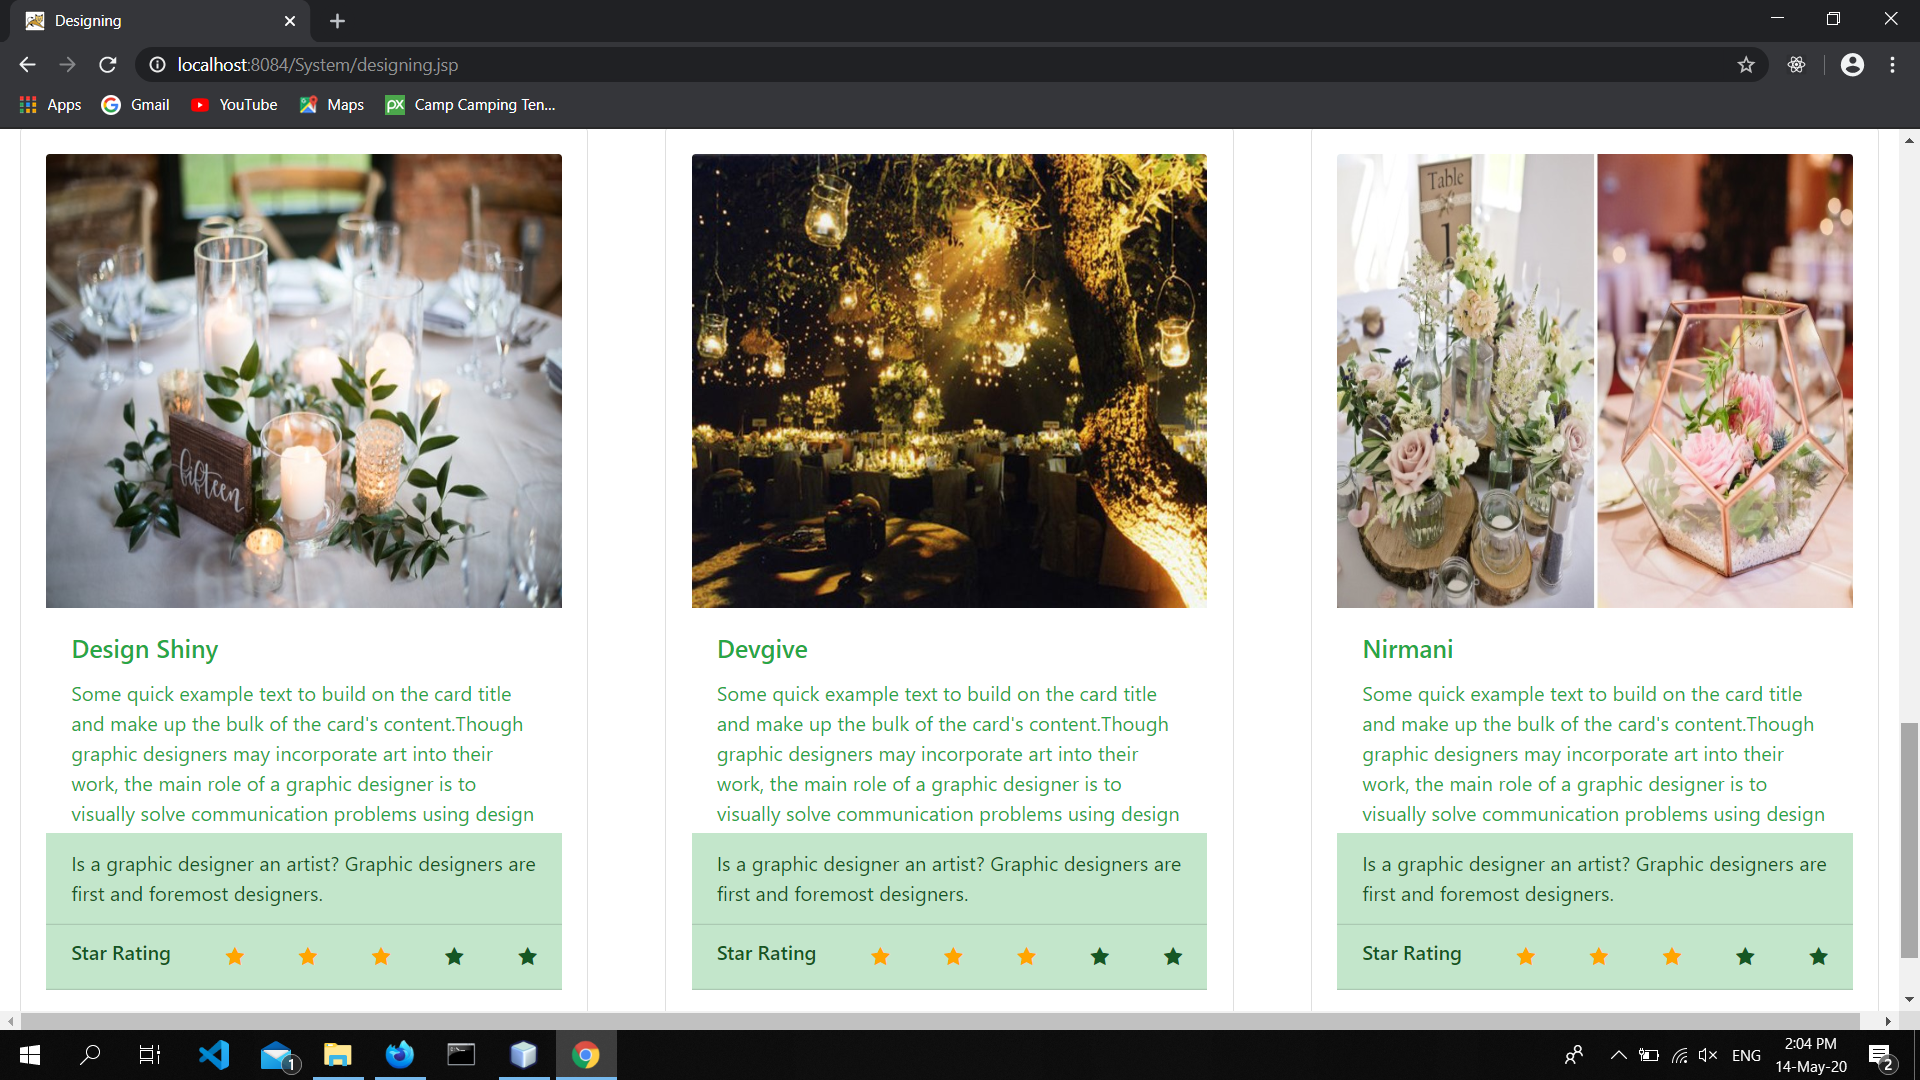 Designing
localhost:8084/System/designing.jsp
Apps Gmail YouTube Maps Camp Camping Ten...
fifteen
Table
1
Design Shiny
Some quick example text to build on the card title
and make up the bulk of the card's content.Though
graphic designers may incorporate art into their
work, the main role of a graphic designer is to
visually solve communication problems using design
Is a graphic designer an artist? Graphic designers are
first and foremost designers.
Star Rating
Devgive
Some quick example text to build on the card title
and make up the bulk of the card's content.Though
graphic designers may incorporate art into their
work, the main role of a graphic designer is to
visually solve communication problems using design
Is a graphic designer an artist? Graphic designers are
first and foremost designers.
Star Rating
Nirmani
Some quick example text to build on the card title
and make up the bulk of the card's content.Though
graphic designers may incorporate art into their
work, the main role of a graphic designer is to
visually solve communication problems using design
Is a graphic designer an artist? Graphic designers are
first and foremost designers.
Star Rating
1
ENG
2:04 PM
14-May-20
2